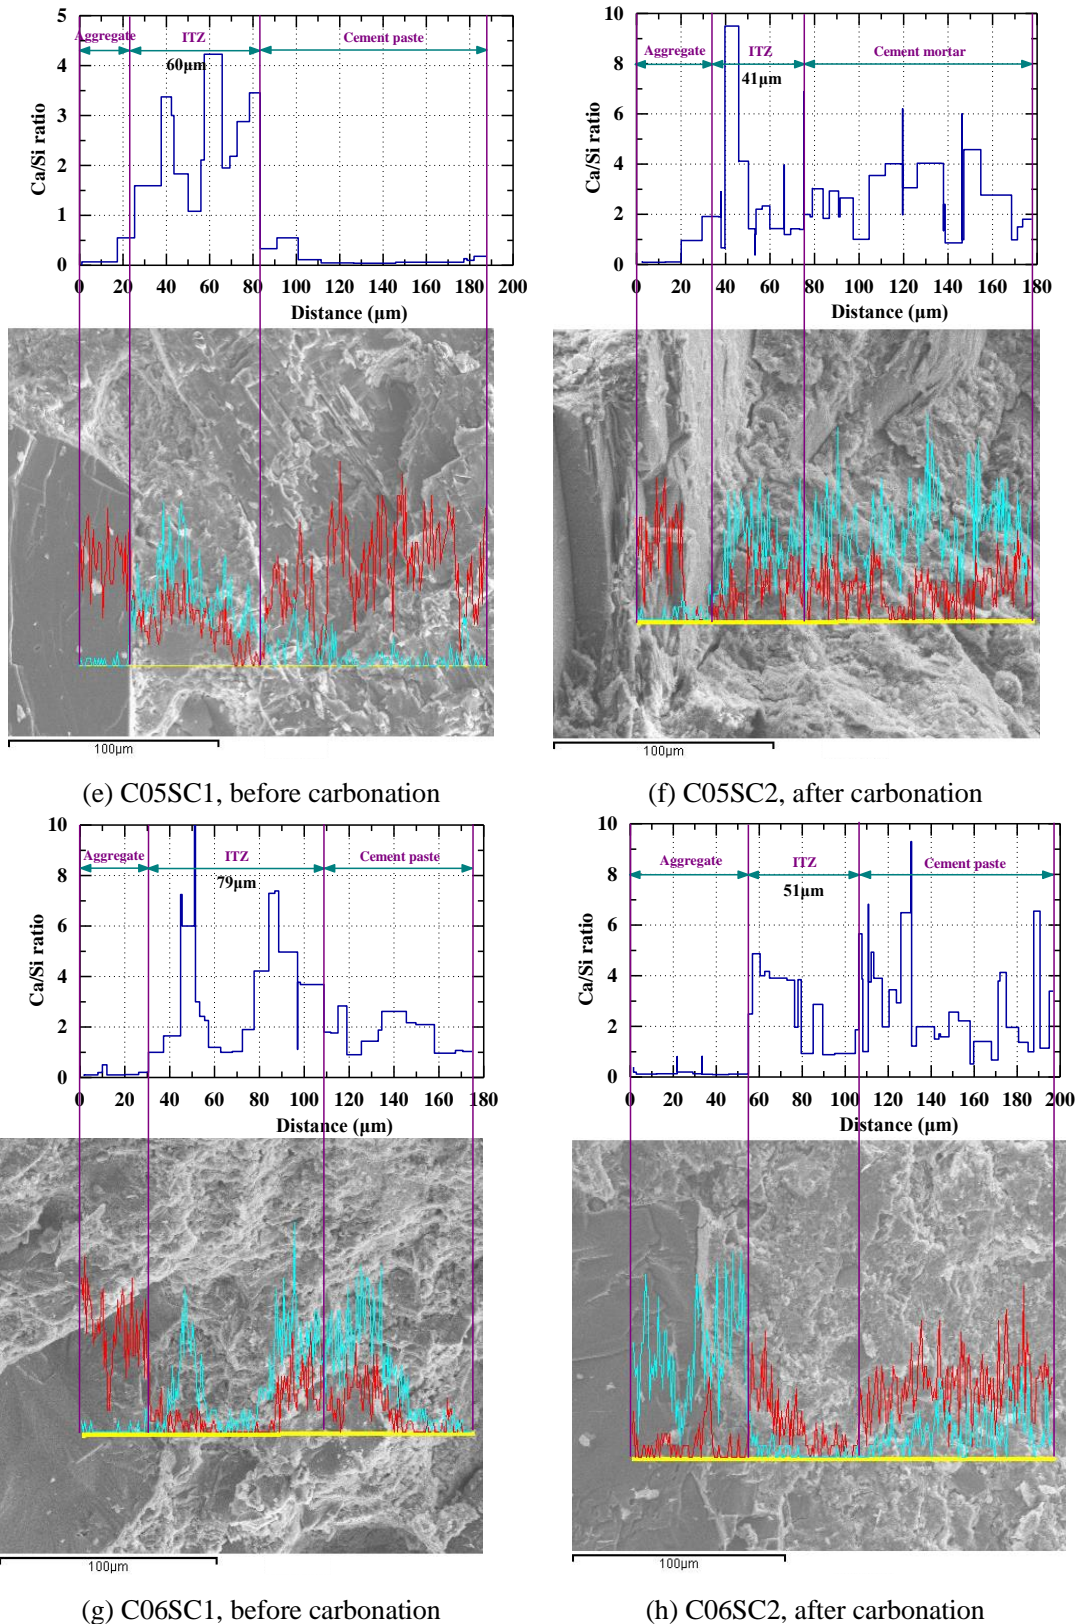 5
4
3
2
1
0
Ca/Si ratio
Aggregate ITZ Cement paste
60μm
0 20 40 60 80 100 120 140 160 180 200
Distance (μm)
100μm
(e) C05SC1, before carbonation
10
8
6
4
2
0
Ca/Si ratio
Aggregate ITZ Cement mortar
41μm
0 20 40 60 80 100 120 140 160 180
Distance (μm)
100μm
(f) C05SC2, after carbonation
10
8
6
4
2
0
Ca/Si ratio
Aggregate ITZ Cement paste
79μm
0 20 40 60 80 100 120 140 160 180
Distance (μm)
100μm
(g) C06SC1, before carbonation
10
8
6
4
2
0
Ca/Si ratio
Aggregate ITZ Cement paste
51μm
0 20 40 60 80 100 120 140 160 180 200
Distance (μm)
100μm
(h) C06SC2, after carbonation